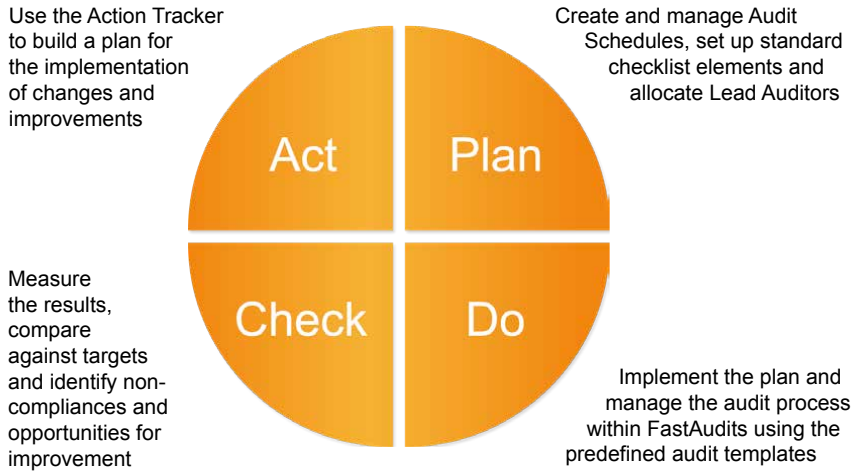 Use the Action Tracker
to build a plan for
the implementation
of changes and
improvements
Create and manage Audit
Schedules, set up standard
checklist elements and
allocate Lead Auditors
Act
Plan
Check
Do
Measure
the results,
compare
against targets
and identify non-
compliances and
opportunities for
improvement
Implement the plan and
manage the audit process
within FastAudits using the
predefined audit templates